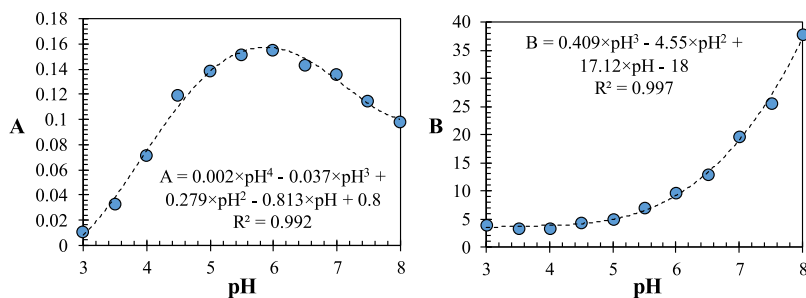 0.18
0.16
0.14
0.12
0.1
0.08
0.06
0.04
0.02
0
A
A = 0.002×pH⁴ - 0.037×pH³ +
0.279×pH² - 0.813×pH + 0.8
R² = 0.992
3 4 5 6 7 8
pH
40
35
30
25
20
15
10
5
0
B
B = 0.409×pH³ - 4.55×pH² +
17.12×pH - 18
R² = 0.997
3 4 5 6 7 8
pH